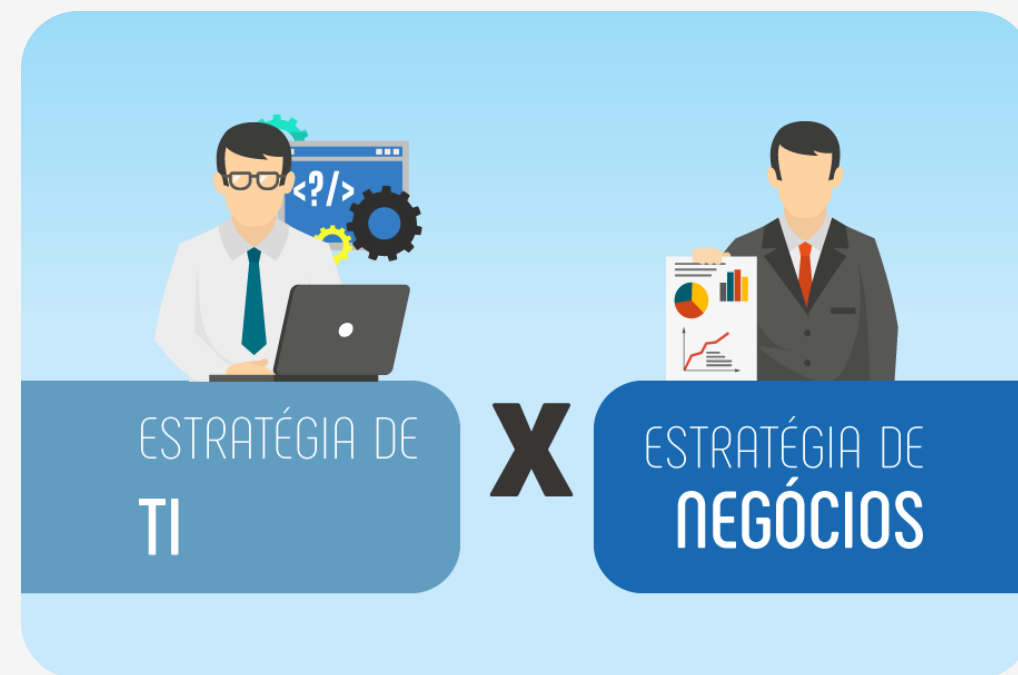 <?/>
ESTRATÉGIA DE
TI
X
ESTRATÉGIA DE
NEGÓCIOS